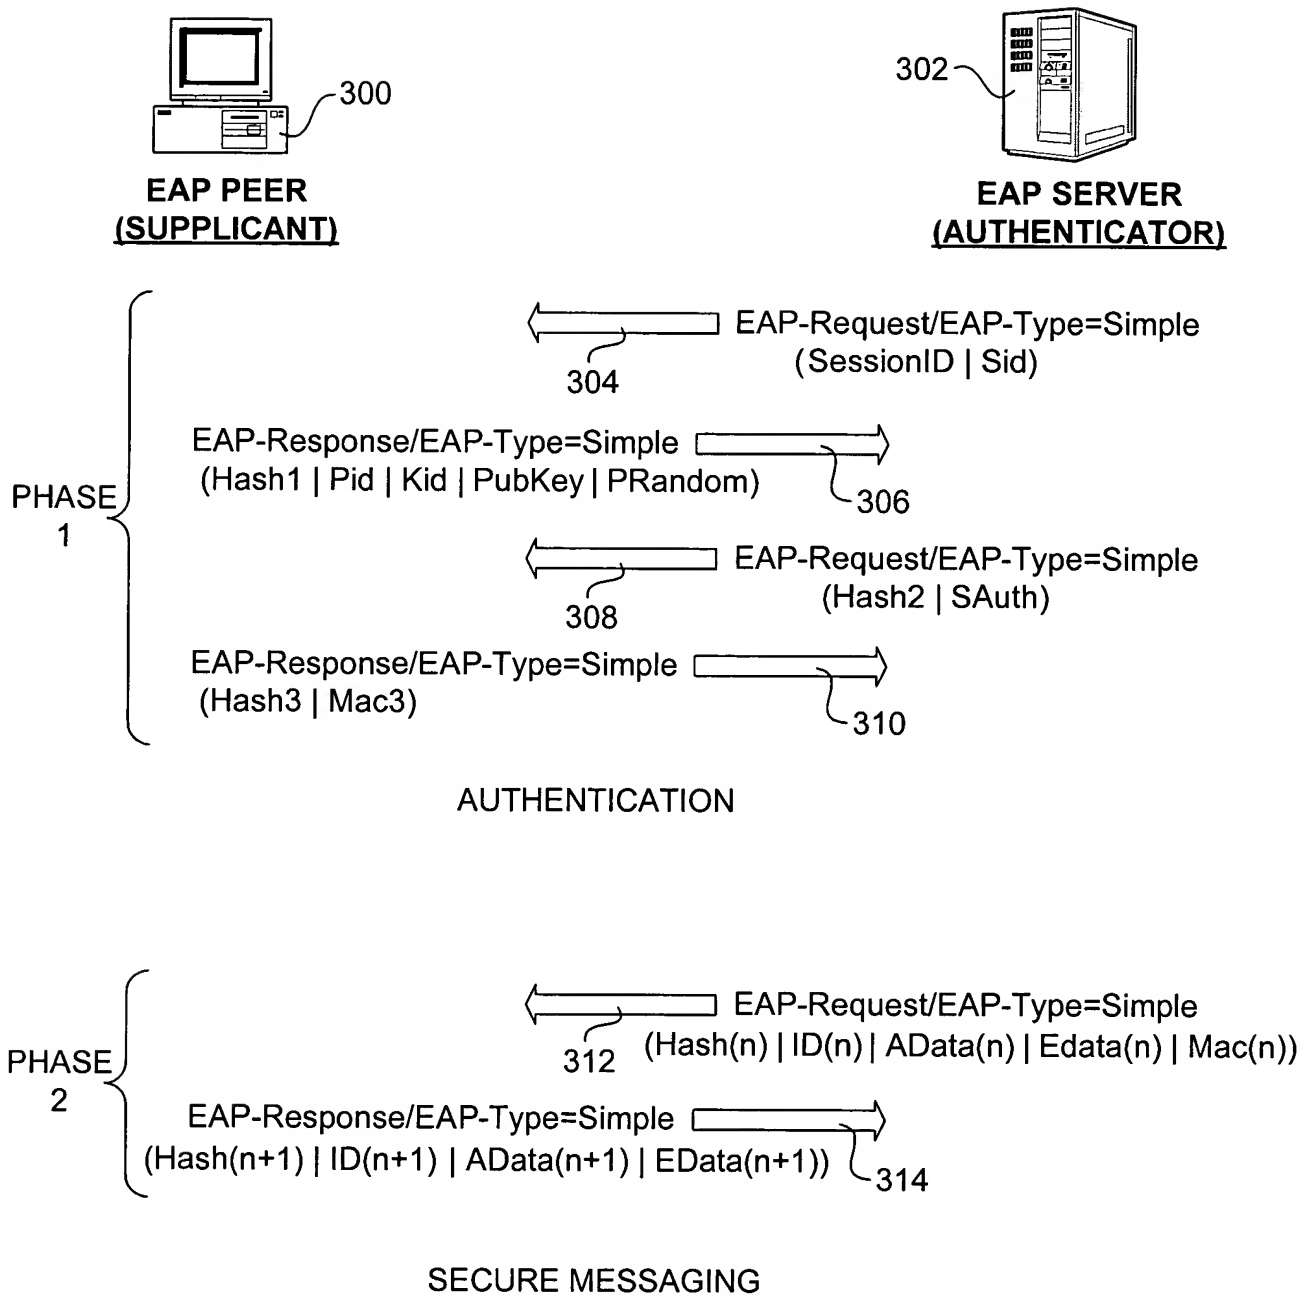 300
302
EAP PEER
(SUPPLICANT)
EAP SERVER
(AUTHENTICATOR)
EAP-Request/EAP-Type=Simple
(SessionID | Sid)
304
EAP-Response/EAP-Type=Simple
(Hash1 | Pid | Kid | PubKey | PRandom)
306
PHASE
1
EAP-Request/EAP-Type=Simple
(Hash2 | SAuth)
308
EAP-Response/EAP-Type=Simple
(Hash3 | Mac3)
310
AUTHENTICATION
EAP-Request/EAP-Type=Simple
(Hash(n) | ID(n) | AData(n) | Edata(n) | Mac(n))
312
PHASE
2
EAP-Response/EAP-Type=Simple
(Hash(n+1) | ID(n+1) | AData(n+1) | EData(n+1))
314
SECURE MESSAGING